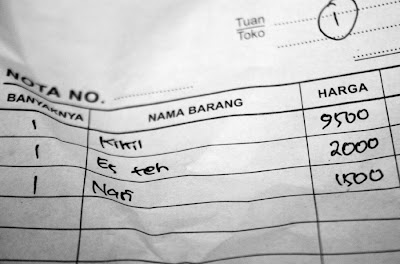 Tuan
Toko
1
NOTA NO.
BANYAKNYA NAMA BARANG HARGA
1 Kikil 9500
1 Es teh 2000
1 Nasi 1500